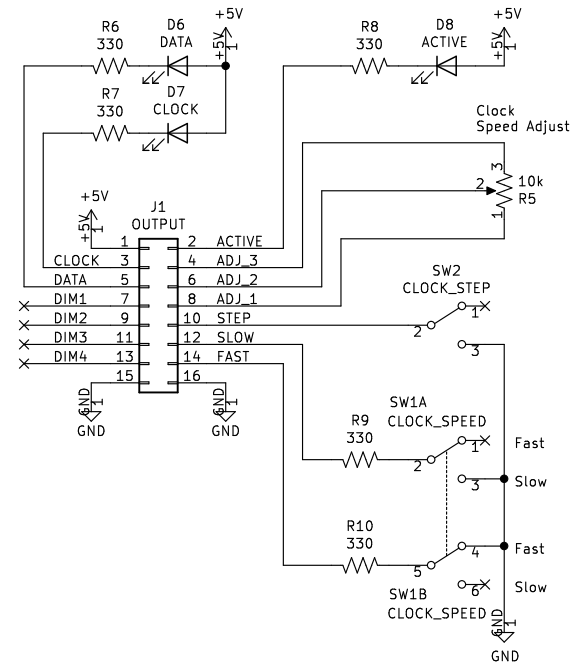 +5V
+5V
R6
D6
R8
D8
330
DATA
+5V
1
330
ACTIVE
+5V
1
R7
D7
330
CLOCK
Clock
Speed Adjust
3
+5V
2
10k
J1
R5
+5V
1
OUTPUT
1
1
2
ACTIVE
CLOCK
3
4
ADJ_3
DATA
5
6
ADJ_2
SW2
DIM1
7
8
ADJ_1
CLOCK_STEP
DIM2
9
10
STEP
2
1
DIM3
11
12
SLOW
3
DIM4
13
14
FAST
15
16
GND
1
GND
1
SW1A
GND
GND
R9
CLOCK_SPEED
330
1
Fast
2
3
Slow
R10
330
4
Fast
5
6
Slow
SW1B
CLOCK_SPEED
GND
1
GND